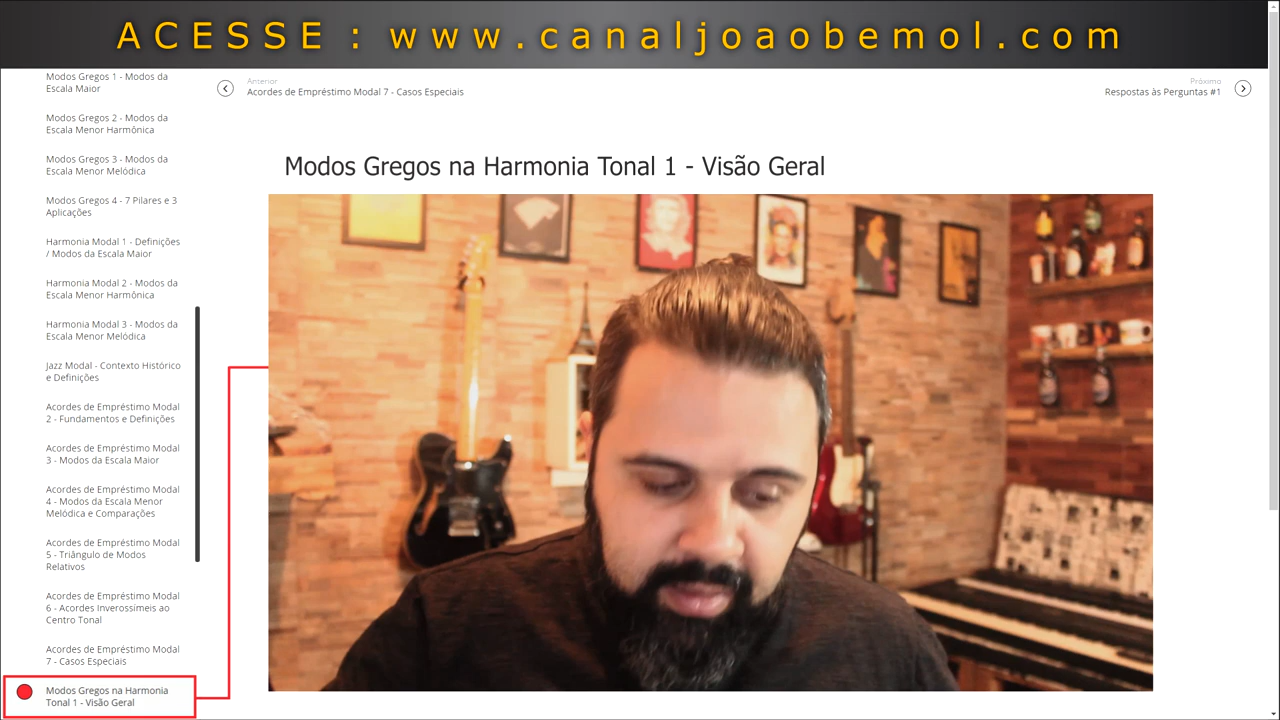 ACESSE : www.canaljoaobemol.com
Modos Gregos 1 - Modos da
Escala Maior
Modos Gregos 2 - Modos da
Escala Menor Harmônica
Modos Gregos 3 - Modos da
Escala Menor Melódica
Modos Gregos 4 - 7 Pilares e 3
Aplicações
Harmonia Modal 1 - Definições
/ Modos da Escala Maior
Harmonia Modal 2 - Modos da
Escala Menor Harmônica
Harmonia Modal 3 - Modos da
Escala Menor Melódica
Jazz Modal - Contexto Histórico
e Definições
Acordes de Empréstimo Modal
2 - Fundamentos e Definições
Acordes de Empréstimo Modal
3 - Modos da Escala Maior
Acordes de Empréstimo Modal
4 - Modos da Escala Menor
Melódica e Comparações
Acordes de Empréstimo Modal
5 - Triângulo de Modos
Relativos
Acordes de Empréstimo Modal
6 - Acordes Inverossímeis ao
Centro Tonal
Acordes de Empréstimo Modal
7 - Casos Especiais
Modos Gregos na Harmonia
Tonal 1 - Visão Geral
Anterior
Acordes de Empréstimo Modal 7 - Casos Especiais
Próximo
Respostas às Perguntas #1
Modos Gregos na Harmonia Tonal 1 - Visão Geral